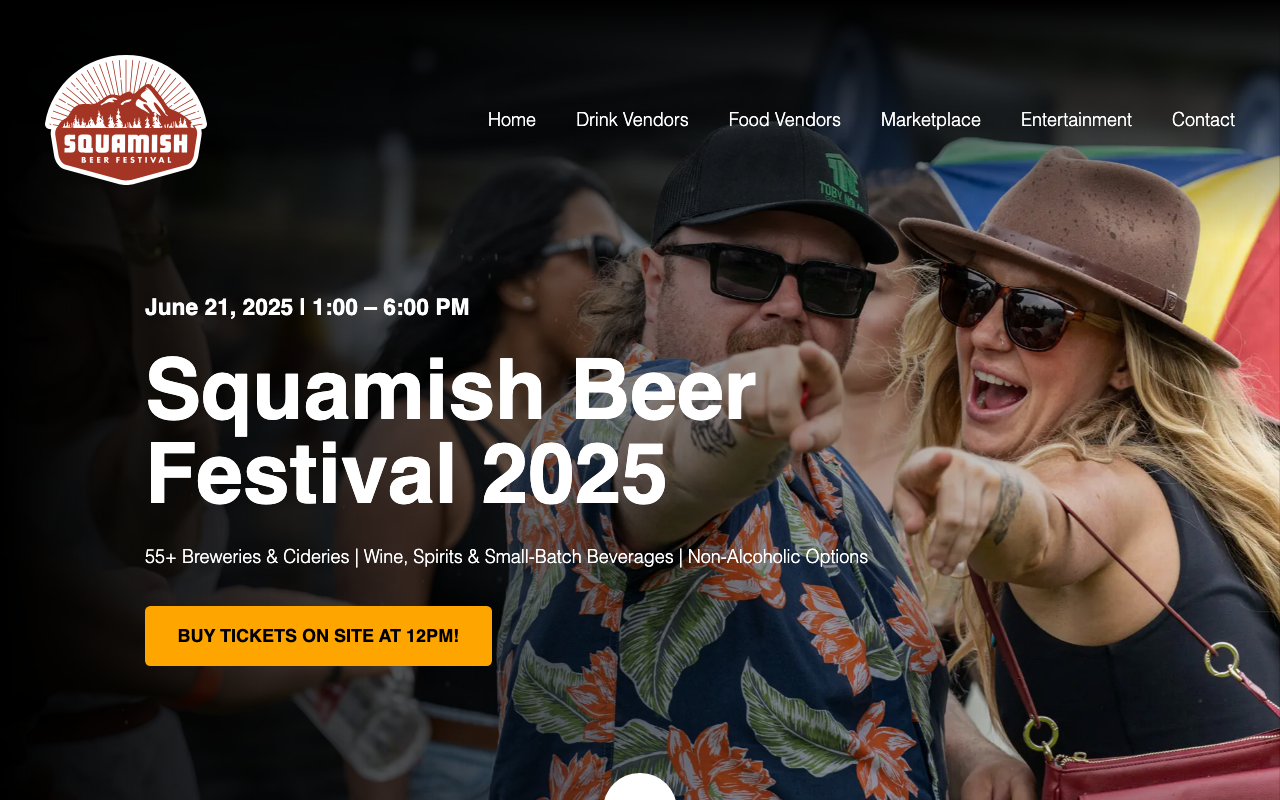 SQUAMISH
BEER FESTIVAL
Home
Drink Vendors
Food Vendors
Marketplace
Entertainment
Contact
June 21, 2025 | 1:00 – 6:00 PM
Squamish Beer
Festival 2025
55+ Breweries & Cideries | Wine, Spirits & Small-Batch Beverages | Non-Alcoholic Options
BUY TICKETS ON SITE AT 12PM!